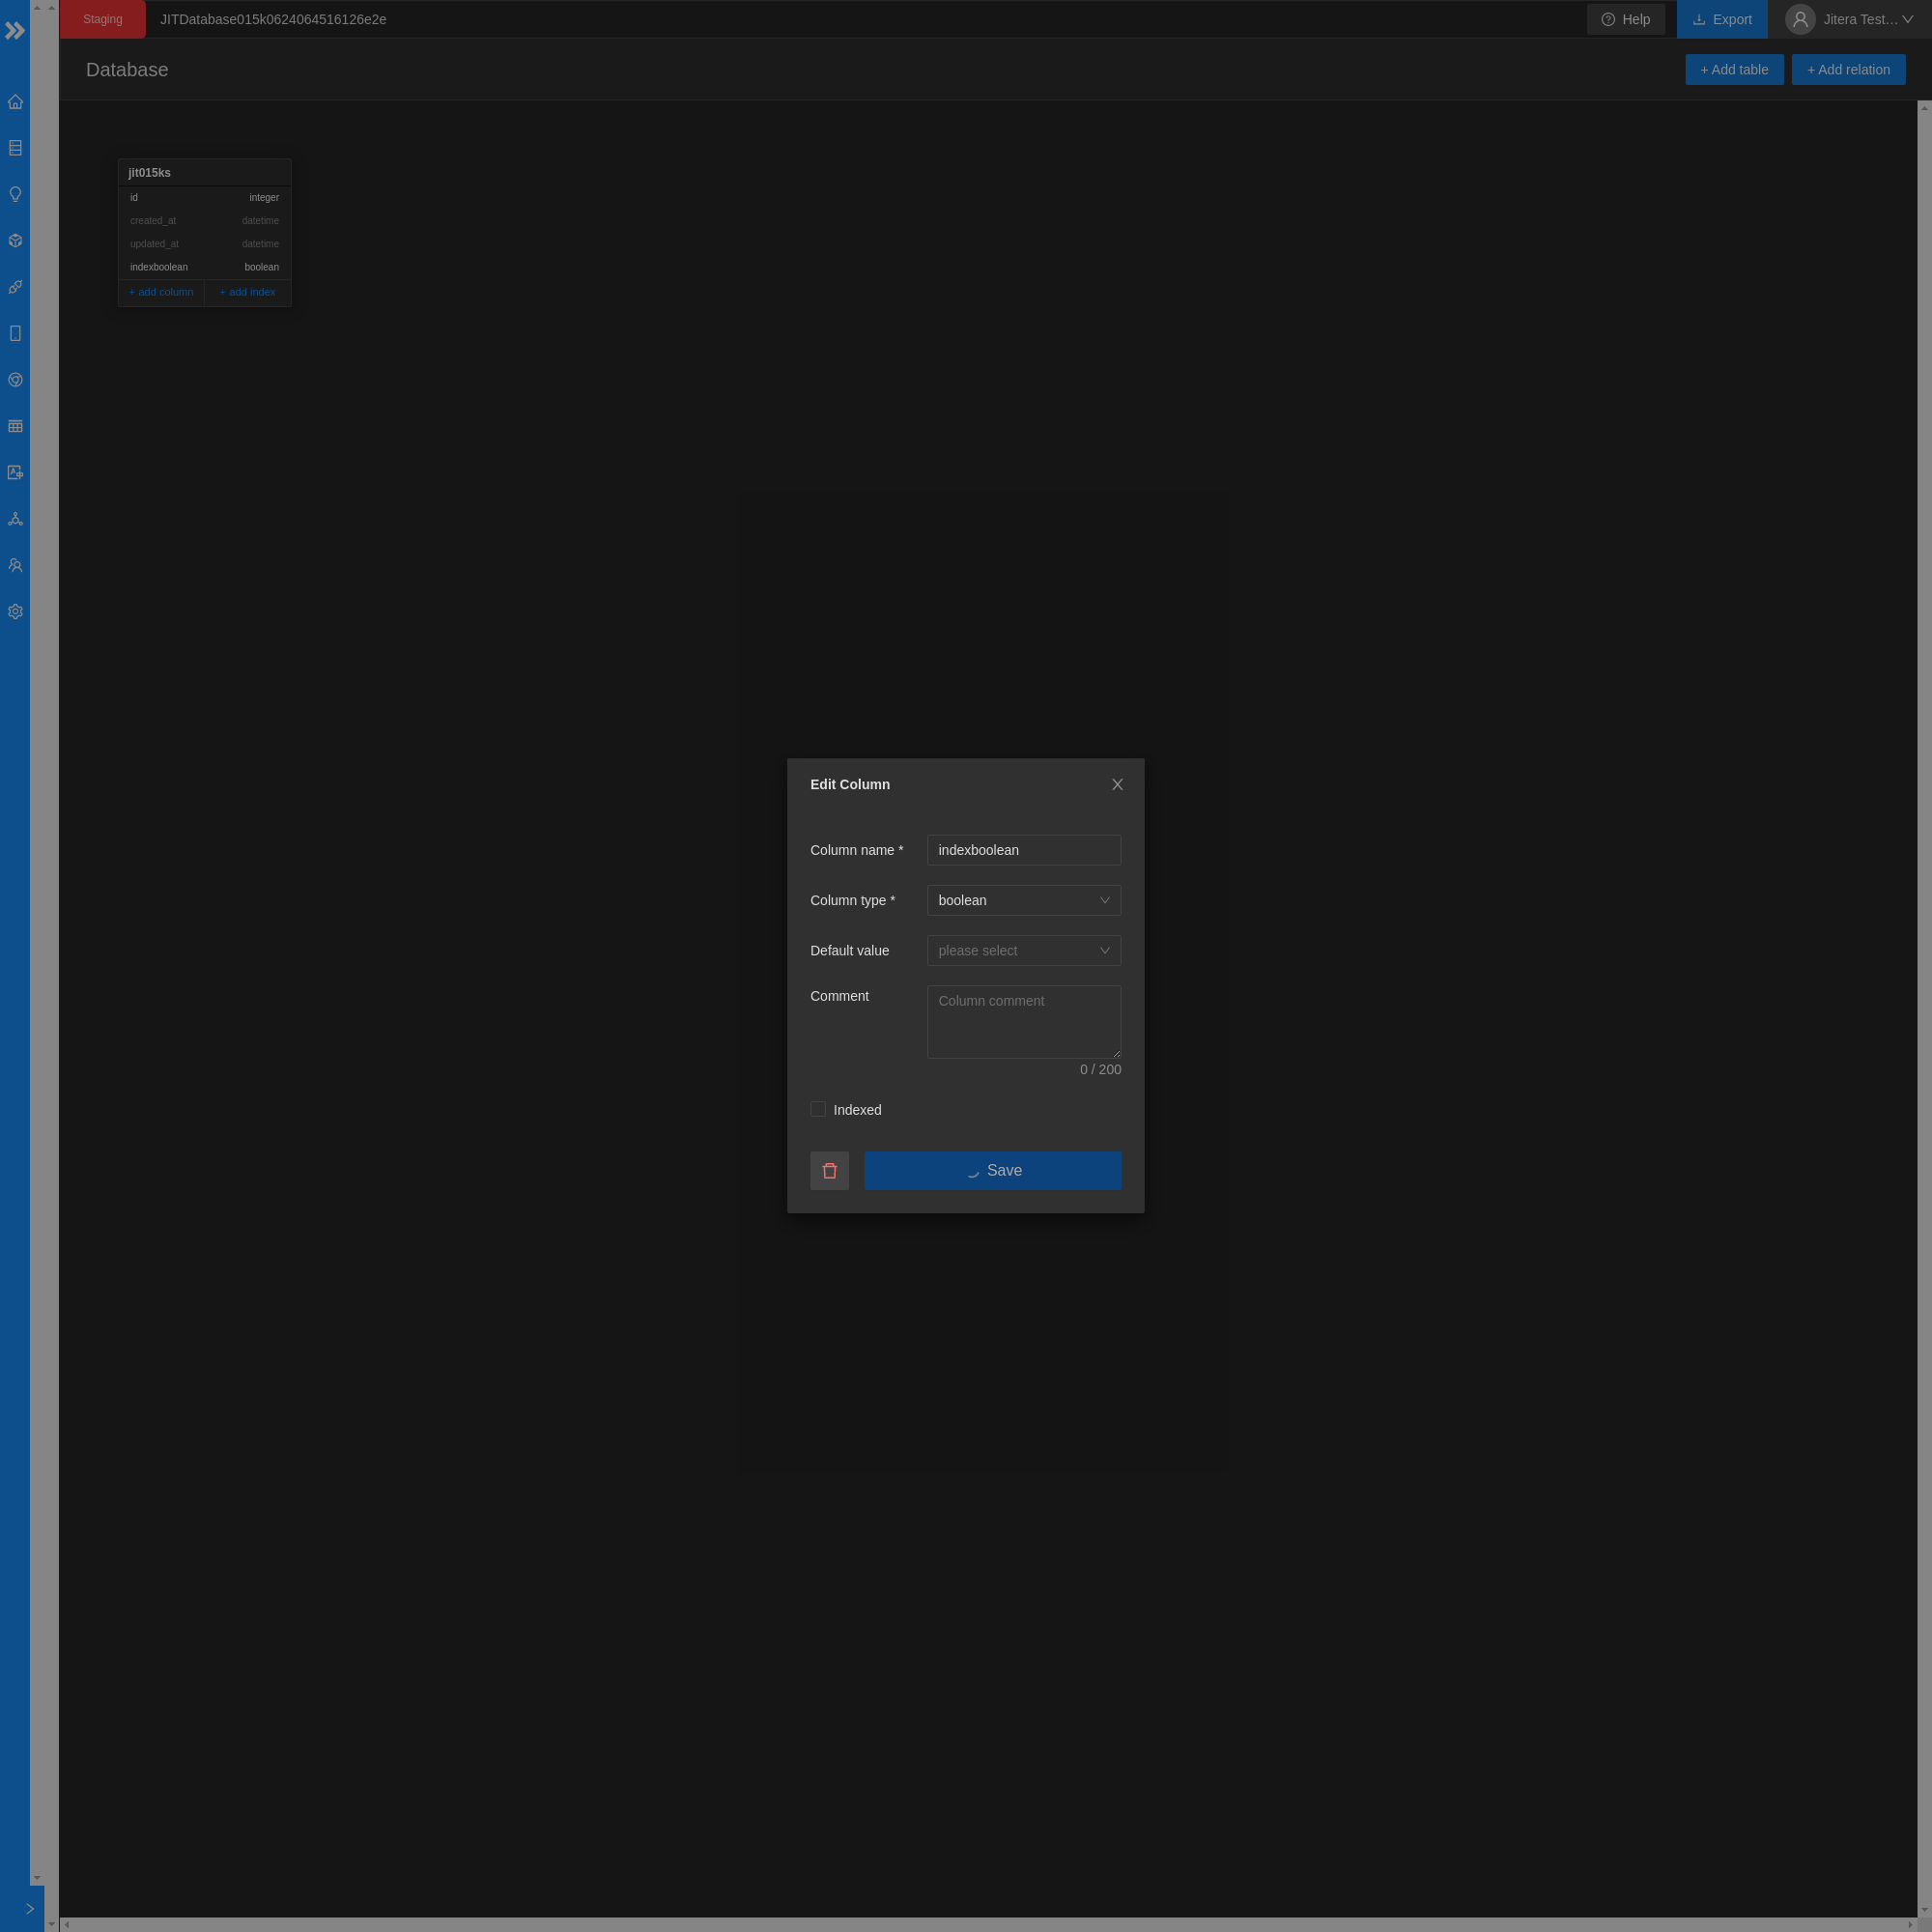 Staging
JITDatabase015k0624064516126e2e
Help
Export
Jitera Test...
Database
+ Add table
+ Add relation
jit015ks
id integer
created_at datetime
updated_at datetime
indexboolean boolean
+ add column + add index
Edit Column
Column name * indexboolean
Column type * boolean
Default value please select
Comment Column comment
0 / 200
Indexed
Save